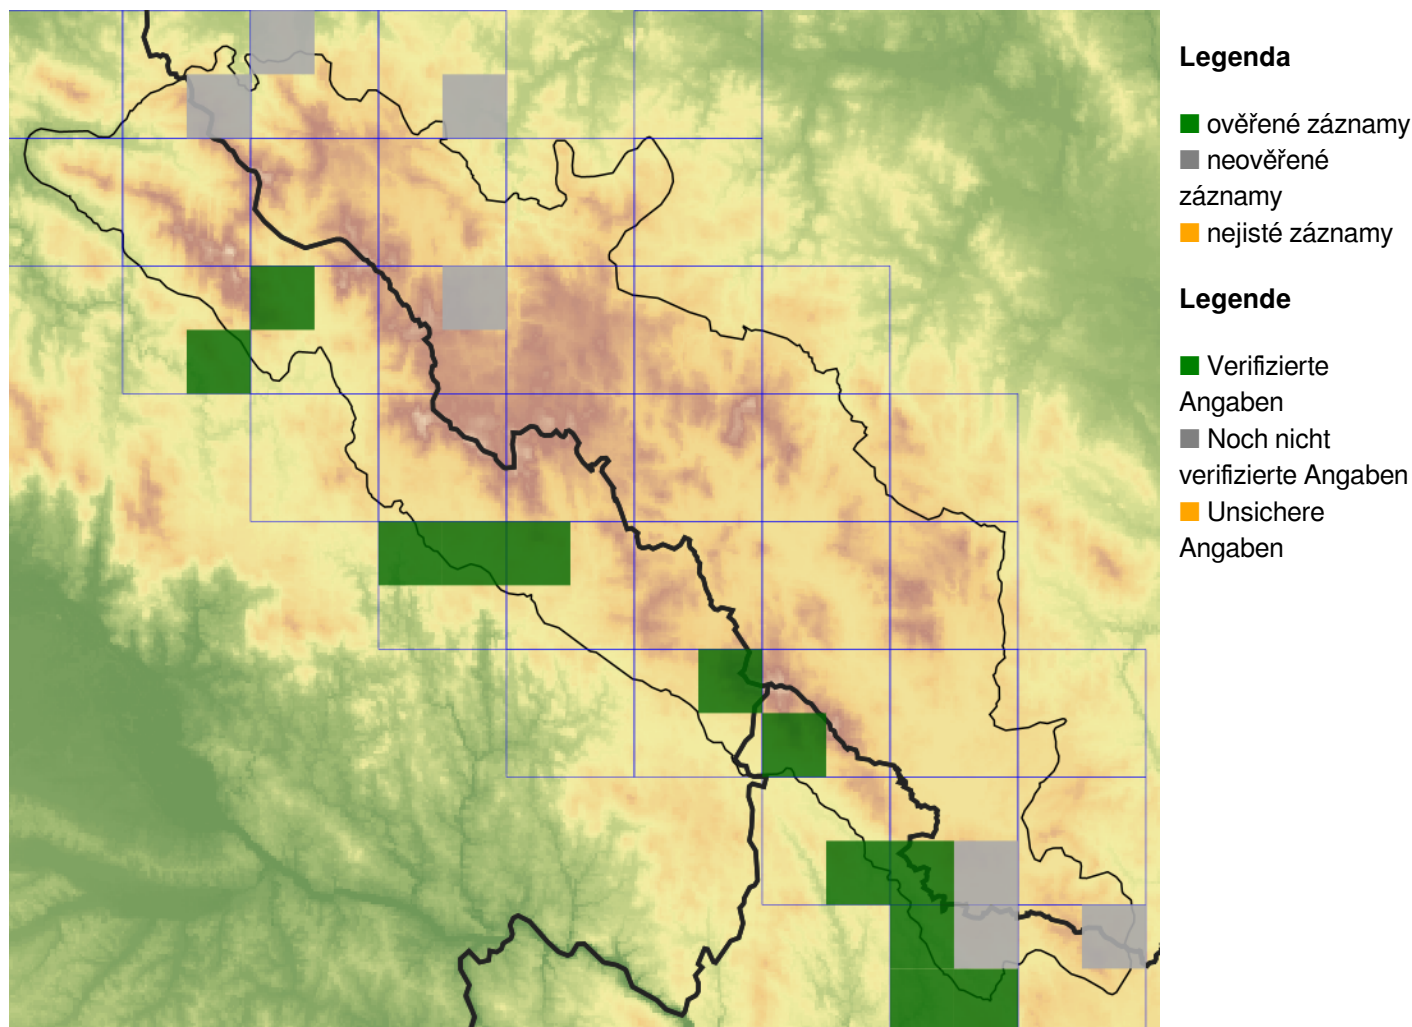 Legenda
ověřené záznamy
neověřené
záznamy
nejisté záznamy
Legende
Verifizierte
Angaben
Noch nicht
verifizierte Angaben
Unsichere
Angaben